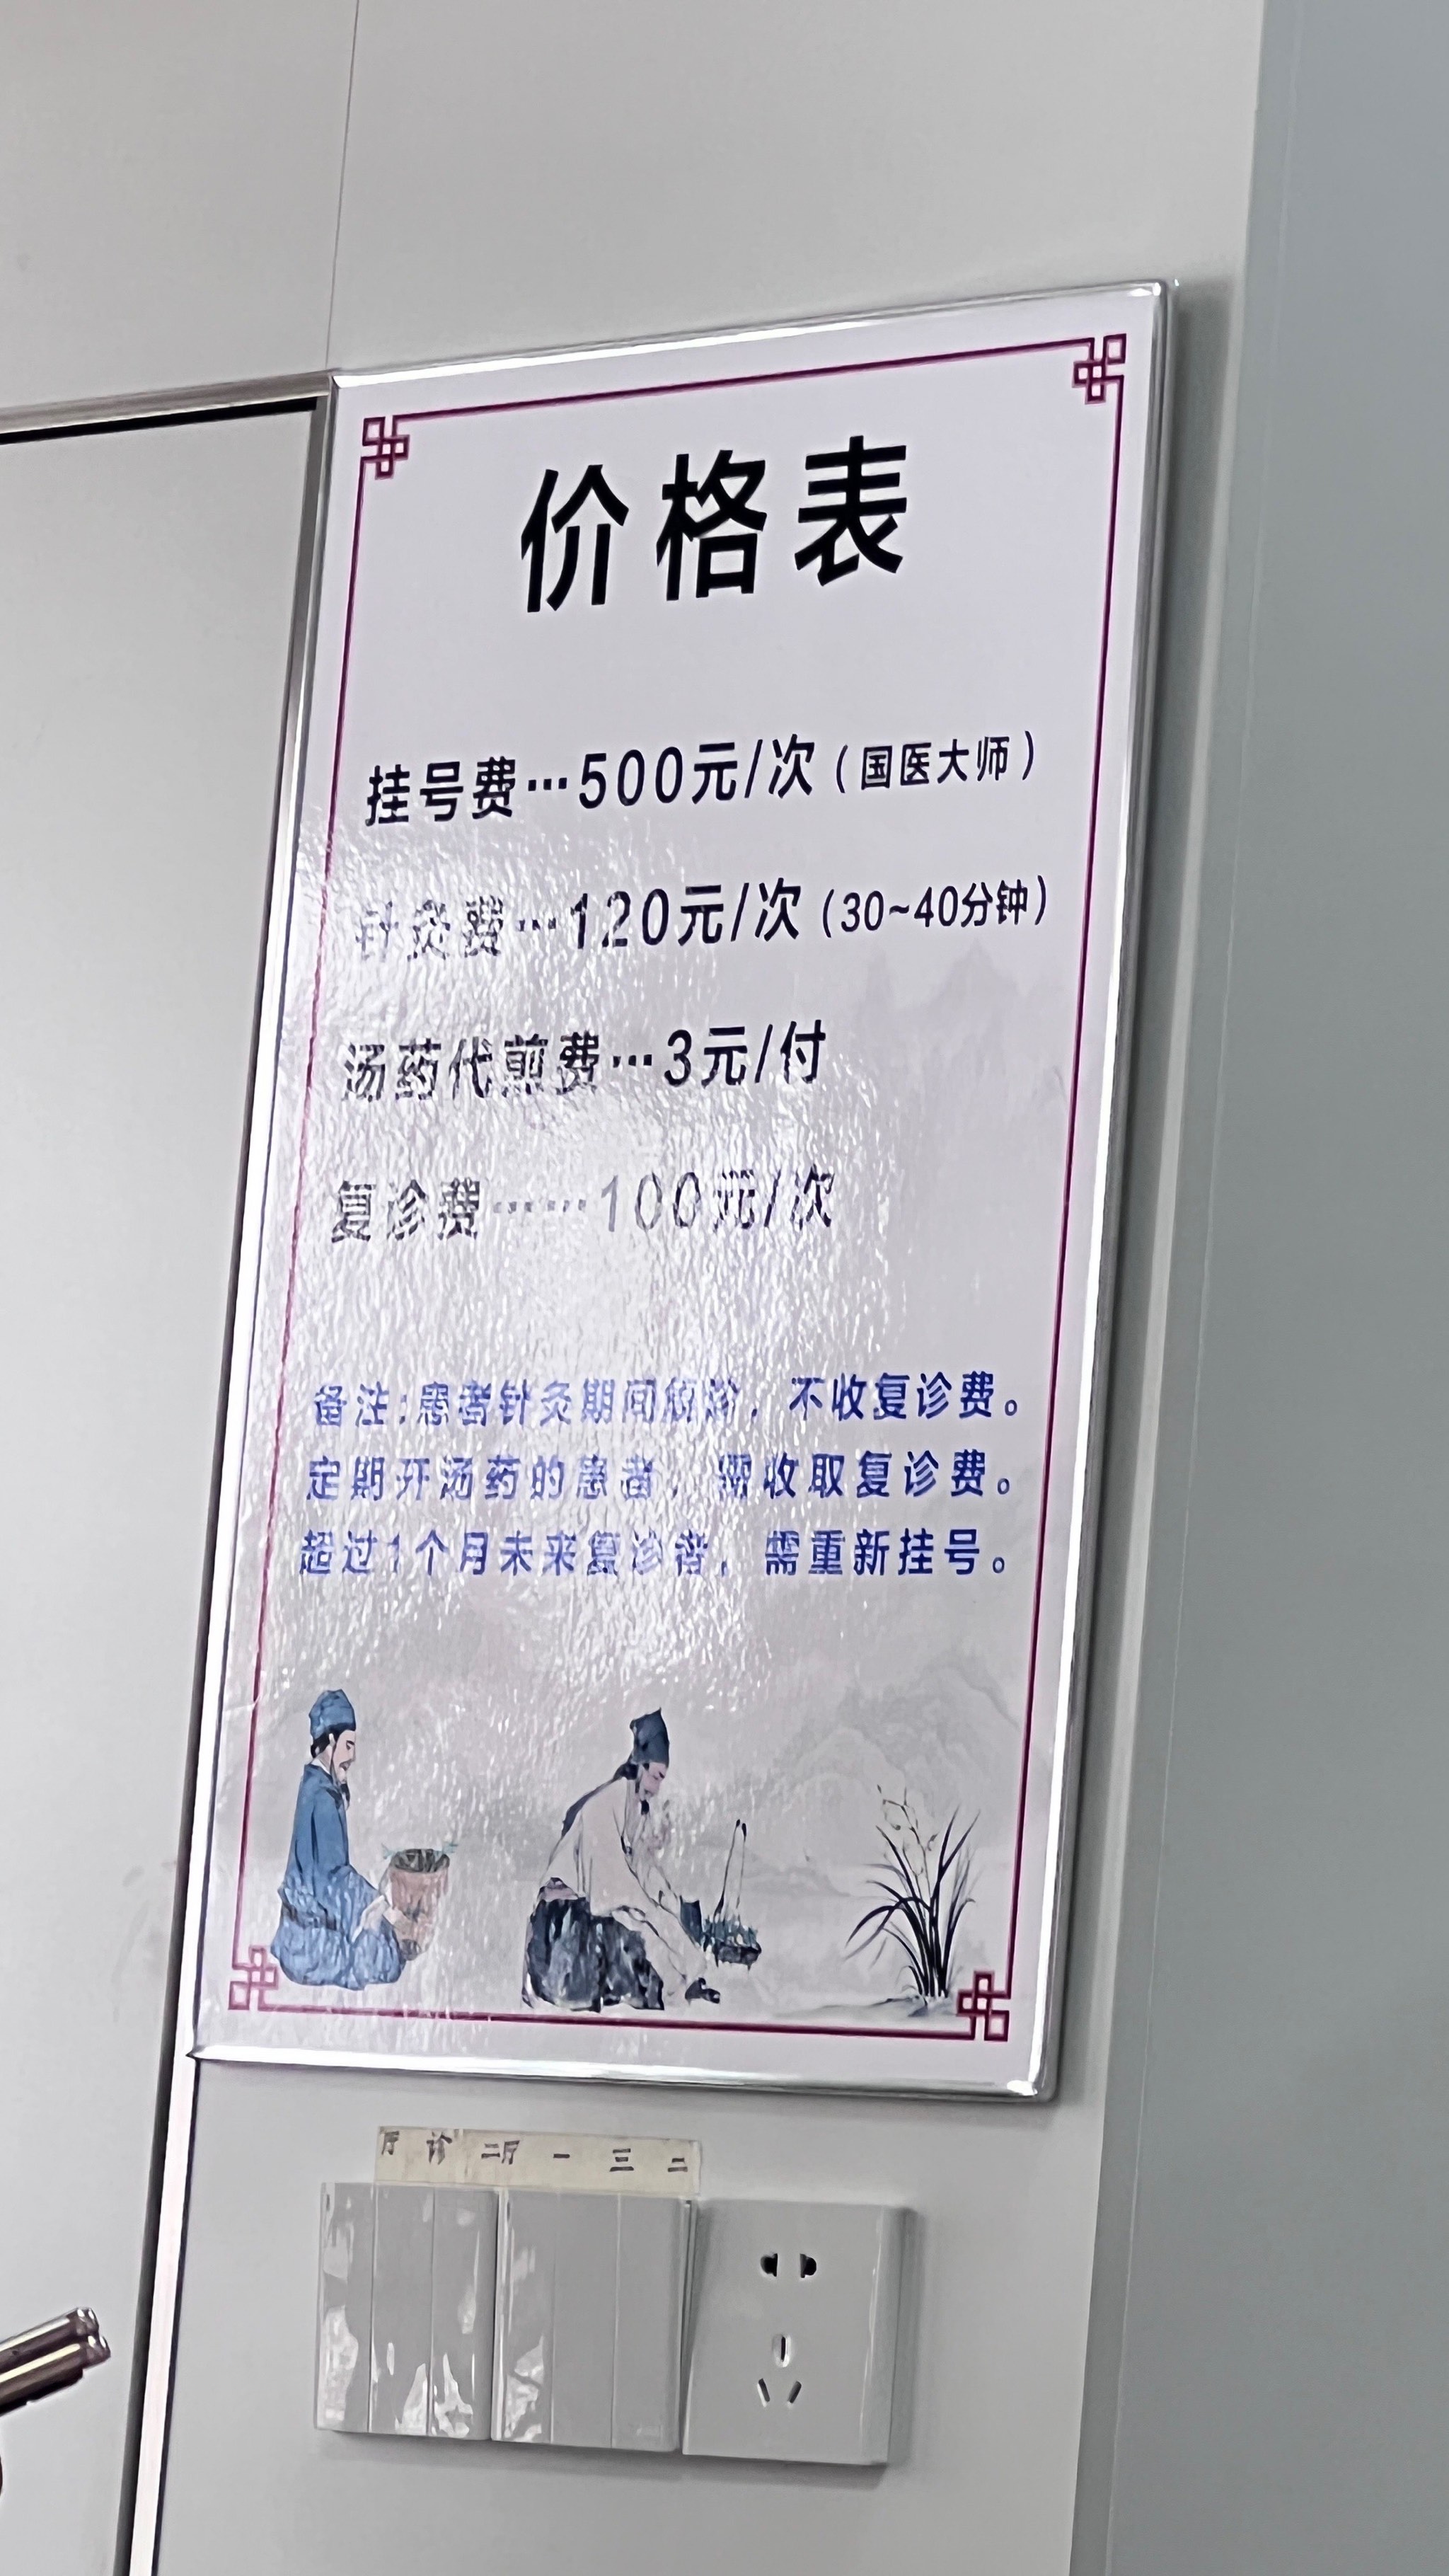 价格表
挂号费…500元/次（国医大师）
针灸费…120元/次（30~40分钟）
汤药代煎费…3元/付
复诊费……100元/次
备注:患者针灸期间，不收复诊费。
定期开汤药的患者，需收取复诊费。
超过1个月未来复诊者，需重新挂号。
厅 诊 二厅 一 三 二